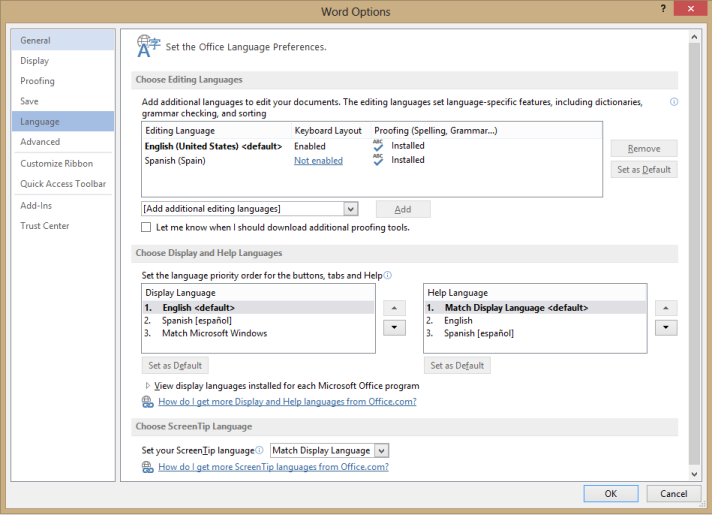 Word Options
?
General
Display
Proofing
Save
Language
Advanced
Customize Ribbon
Quick Access Toolbar
Add-Ins
Trust Center
Set the Office Language Preferences.
Choose Editing Languages
Add additional languages to edit your documents. The editing languages set language-specific features, including dictionaries,
grammar checking, and sorting
Editing Language Keyboard Layout Proofing (Spelling, Grammar...)
English (United States) <default> Enabled ABC Installed
Spanish (Spain) Not enabled ABC Installed
Remove
Set as Default
[Add additional editing languages] Add
Let me know when I should download additional proofing tools.
Choose Display and Help Languages
Set the language priority order for the buttons, tabs and Help
Display Language
1. English <default>
2. Spanish [español]
3. Match Microsoft Windows
Set as Default
Help Language
1. Match Display Language <default>
2. English
3. Spanish [español]
Set as Default
View display languages installed for each Microsoft Office program
How do I get more Display and Help languages from Office.com?
Choose ScreenTip Language
Set your ScreenTip language Match Display Language
How do I get more ScreenTip languages from Office.com?
OK Cancel